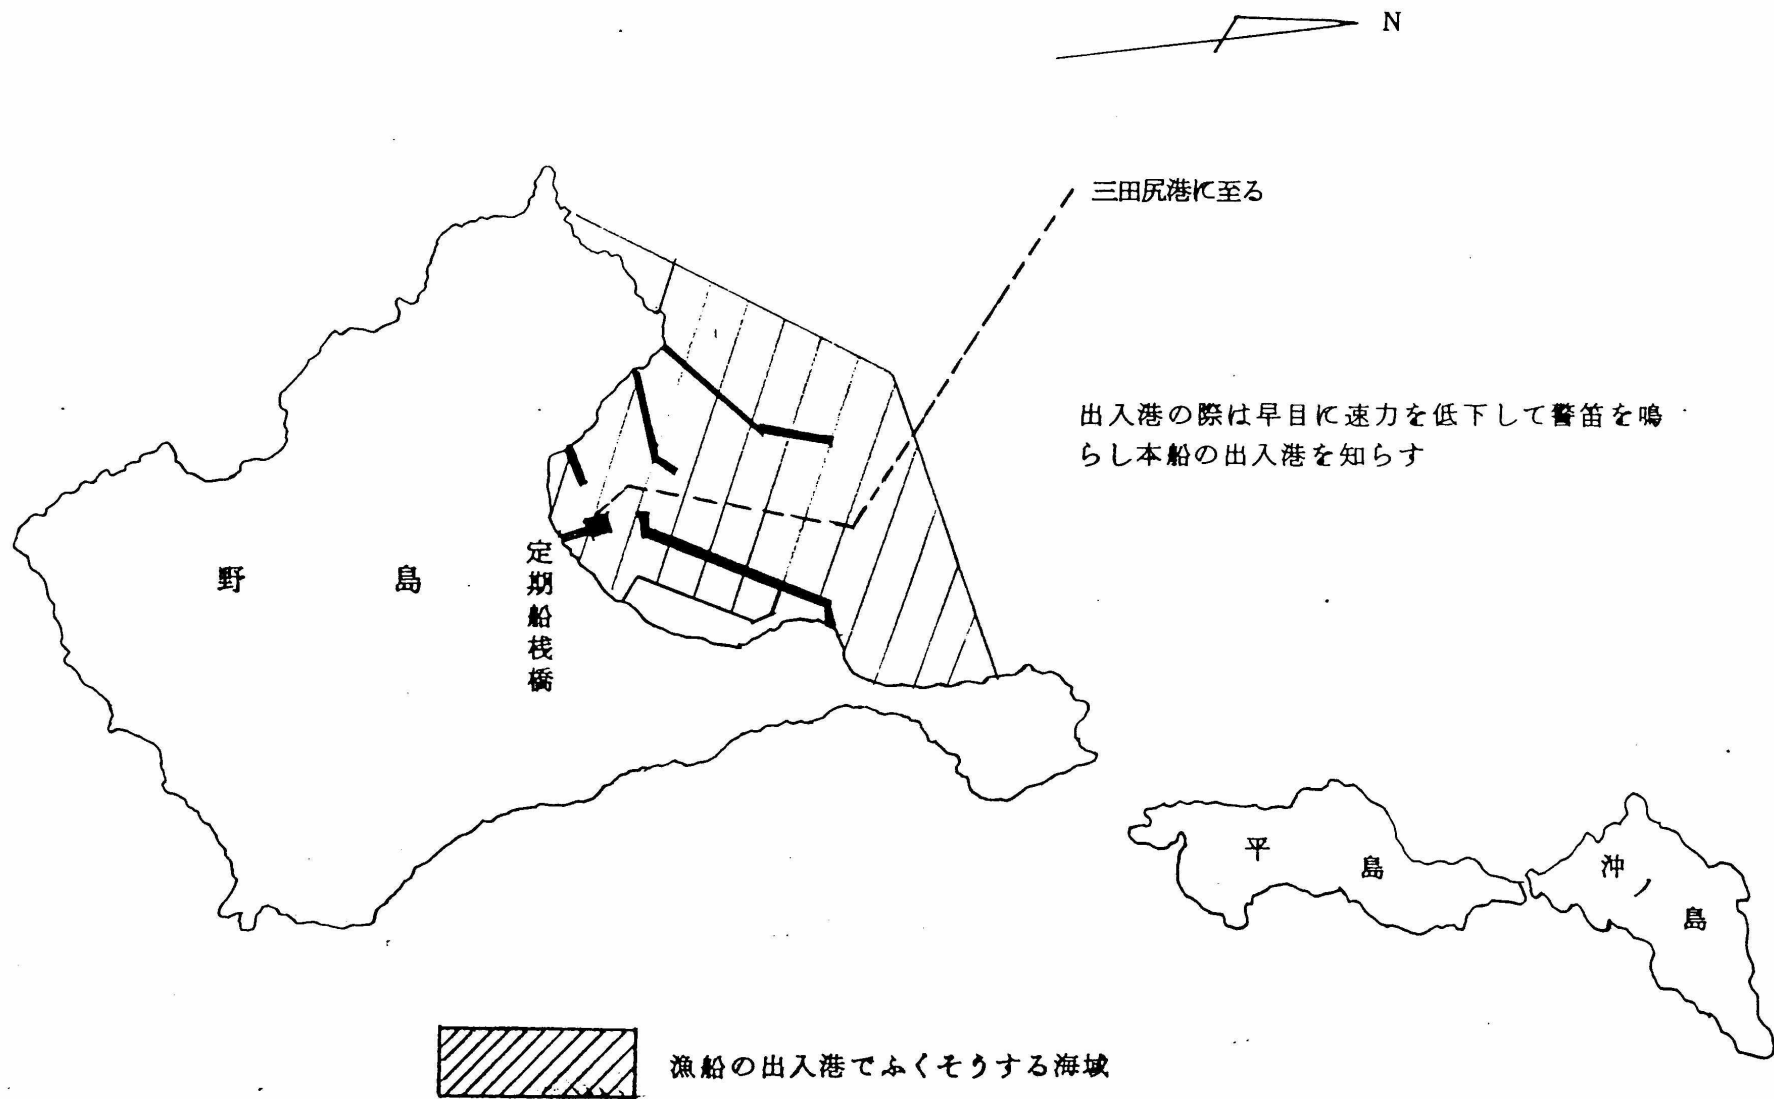 N
三田尻港に至る
出入港の際は早目に速力を低下して警笛を鳴
らし本船の出入港を知らす
野島
定期船桟橋
平島
沖ノ島
漁船の出入港でふくそうする海域